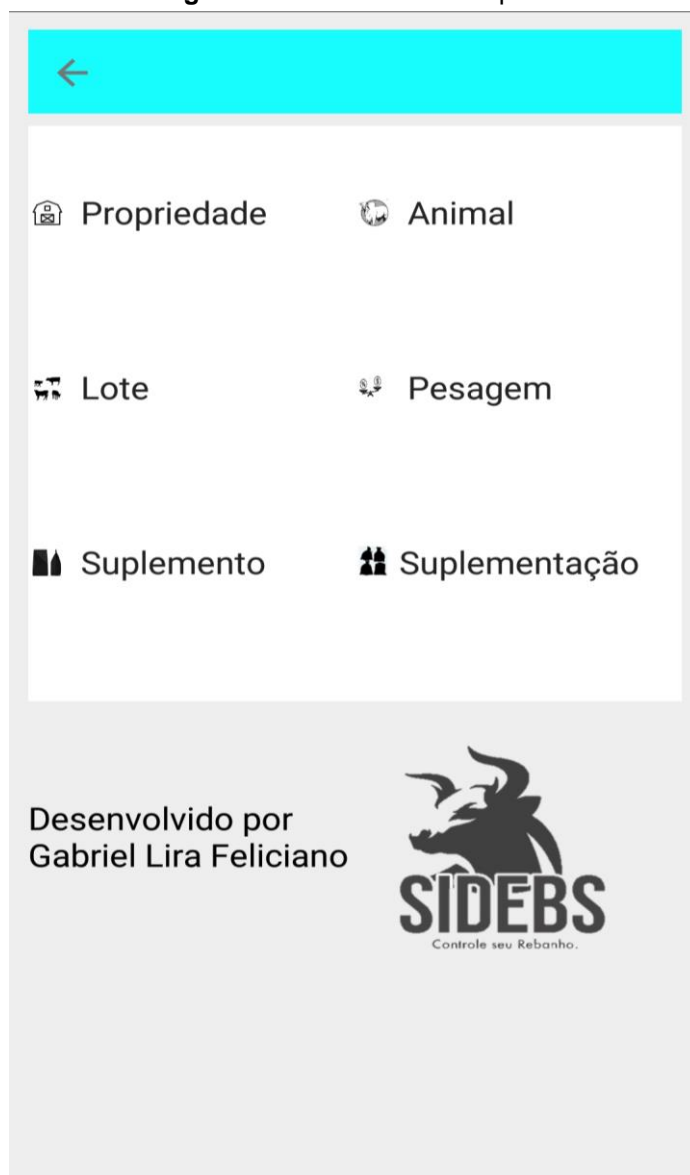 Propriedade
Animal
Lote
Pesagem
Suplemento
Suplementação
Desenvolvido por
Gabriel Lira Feliciano
SIDEBS
Controle seu Rebanho.